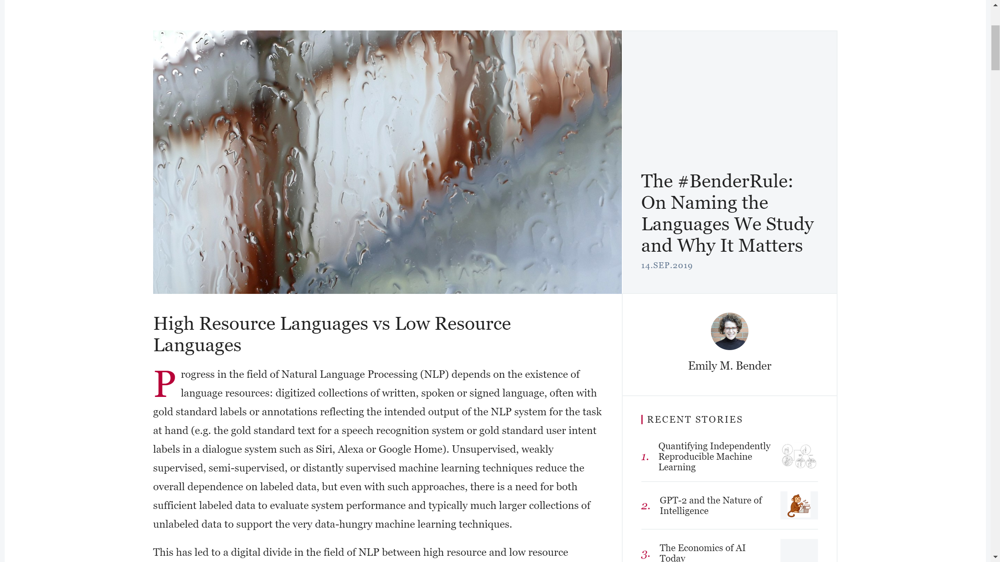 The #BenderRule:
On Naming the
Languages We Study
and Why It Matters
14.SEP.2019
High Resource Languages vs Low Resource
Languages
Progress in the field of Natural Language Processing (NLP) depends on the existence of
language resources: digitized collections of written, spoken or signed language, often with
gold standard labels or annotations reflecting the intended output of the NLP system for the task
at hand (e.g. the gold standard text for a speech recognition system or gold standard user intent
labels in a dialogue system such as Siri, Alexa or Google Home). Unsupervised, weakly
supervised, semi-supervised, or distantly supervised machine learning techniques reduce the
overall dependence on labeled data, but even with such approaches, there is a need for both
sufficient labeled data to evaluate system performance and typically much larger collections of
unlabeled data to support the very data-hungry machine learning techniques.
This has led to a digital divide in the field of NLP between high resource and low resource
Emily M. Bender
RECENT STORIES
1.
Quantifying Independently
Reproducible Machine
Learning
2.
GPT-2 and the Nature of
Intelligence
3.
The Economics of AI
Today